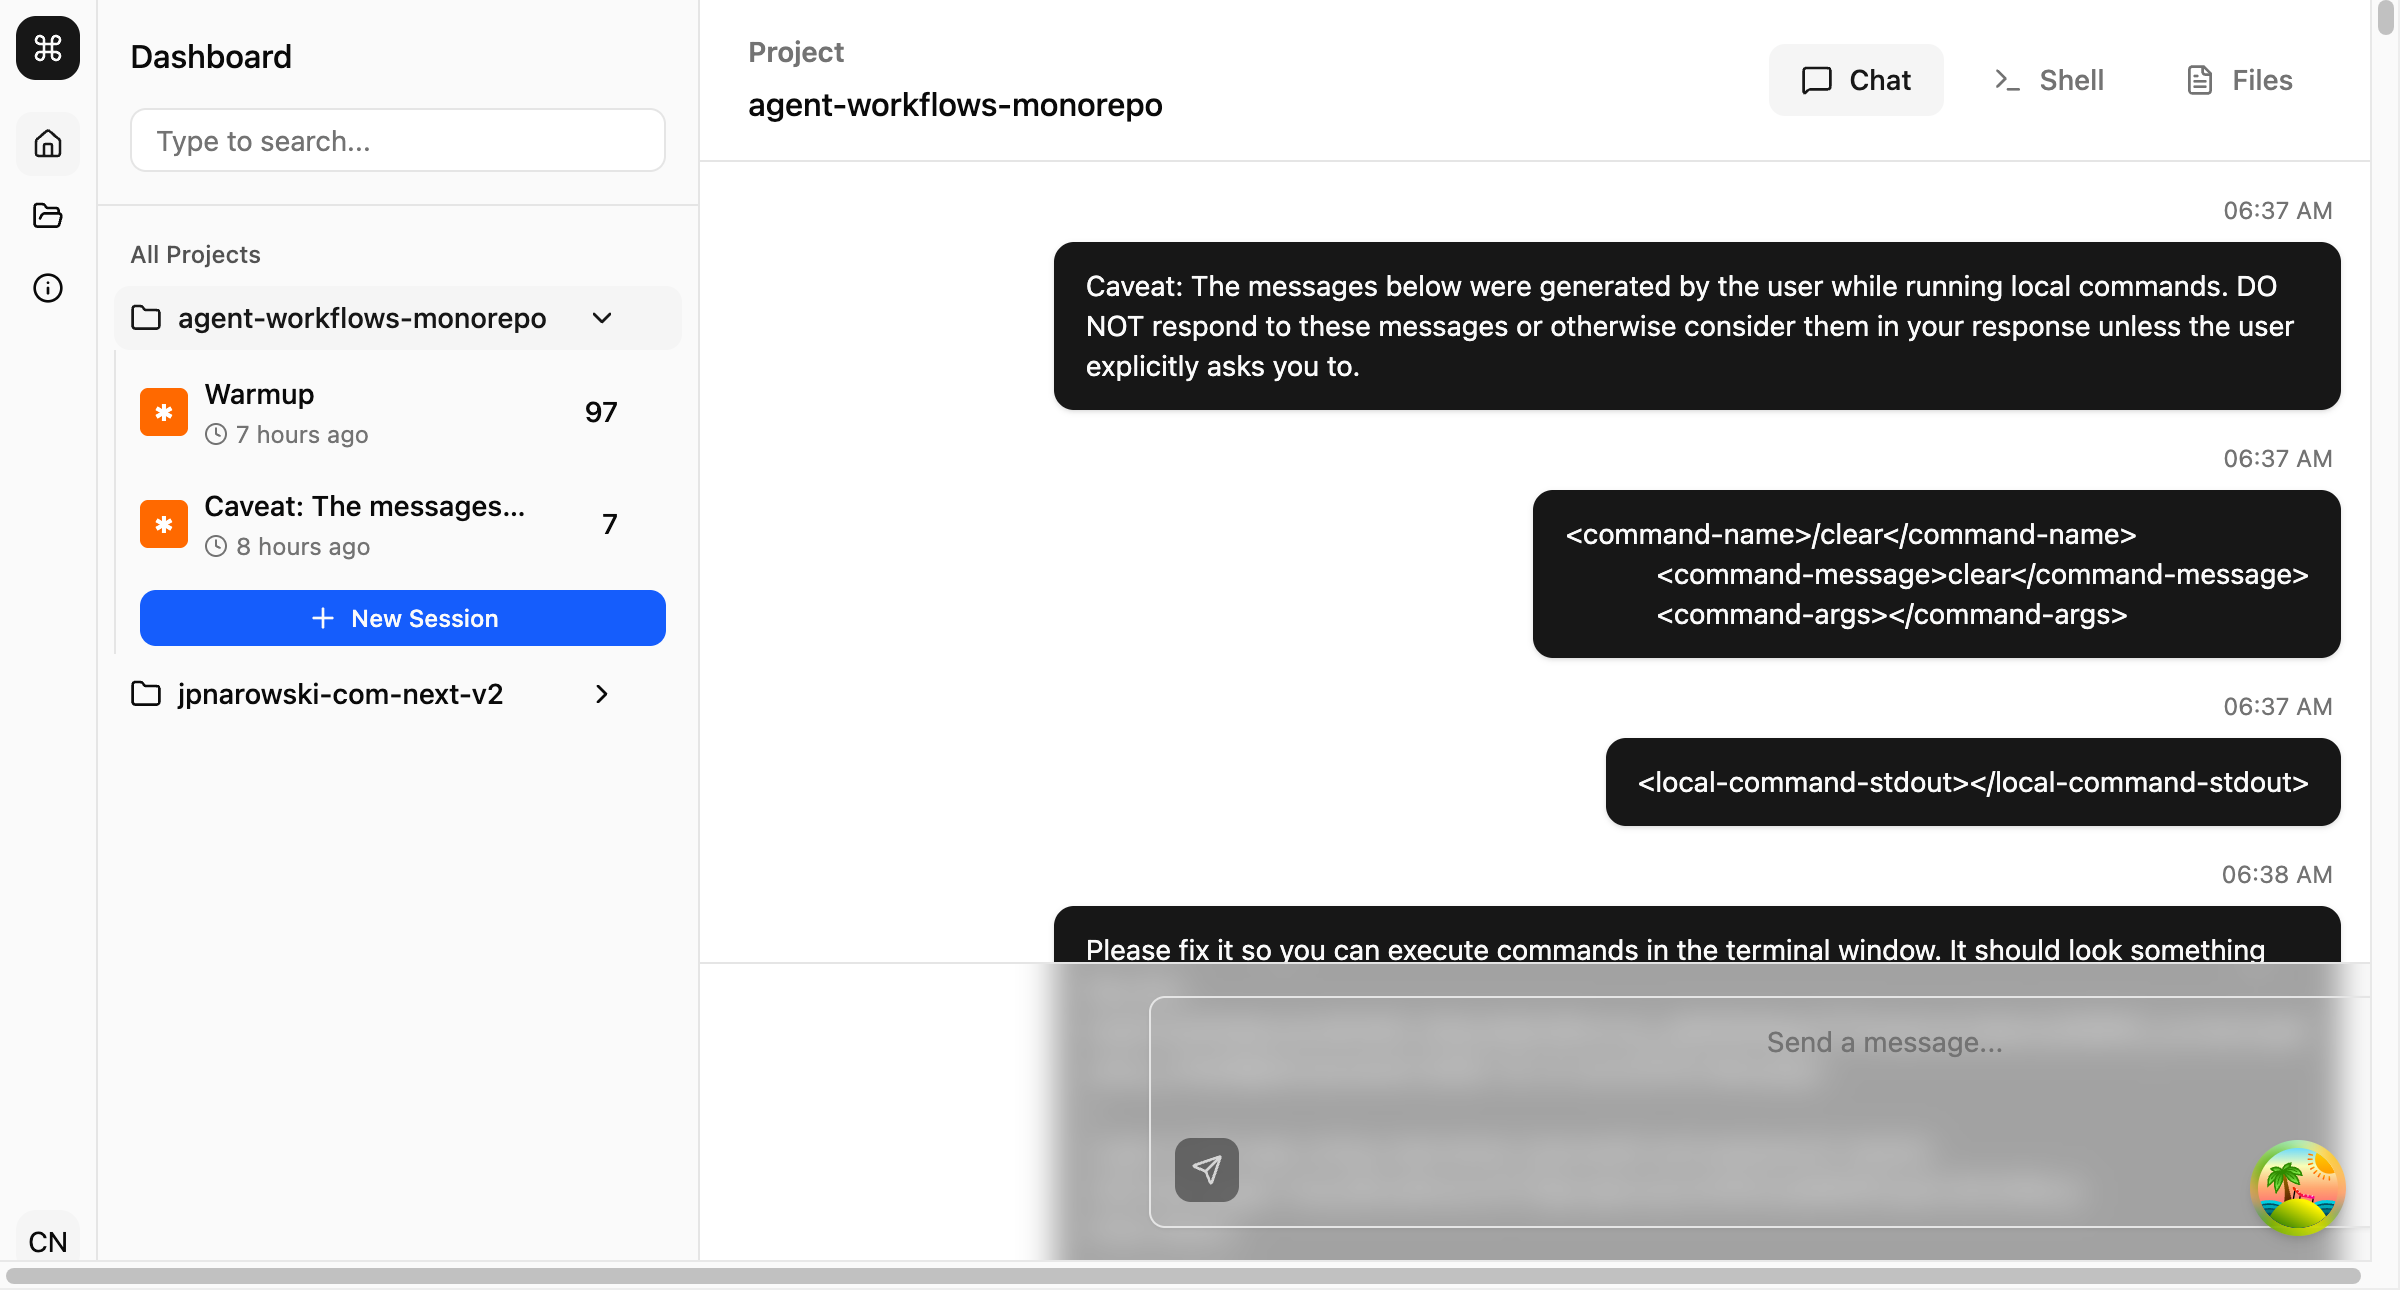 Dashboard
Type to search...
All Projects
agent-workflows-monorepo
Warmup
7 hours ago
97
Caveat: The messages...
8 hours ago
7
New Session
jpnarowski-com-next-v2
CN
Project
agent-workflows-monorepo
Chat
Shell
Files
06:37 AM
Caveat: The messages below were generated by the user while running local commands. DO
NOT respond to these messages or otherwise consider them in your response unless the user
explicitly asks you to.
06:37 AM
<command-name>/clear</command-name>
<command-message>clear</command-message>
<command-args></command-args>
06:37 AM
<local-command-stdout></local-command-stdout>
06:38 AM
Please fix it so you can execute commands in the terminal window. It should look something
Send a message...